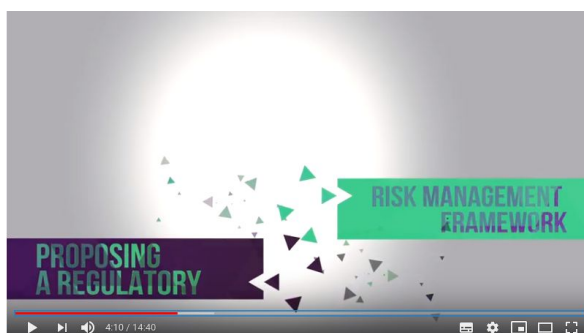 PROPOSING
A REGULATORY
RISK MANAGEMENT
FRAMEWORK
4:10 / 14:40